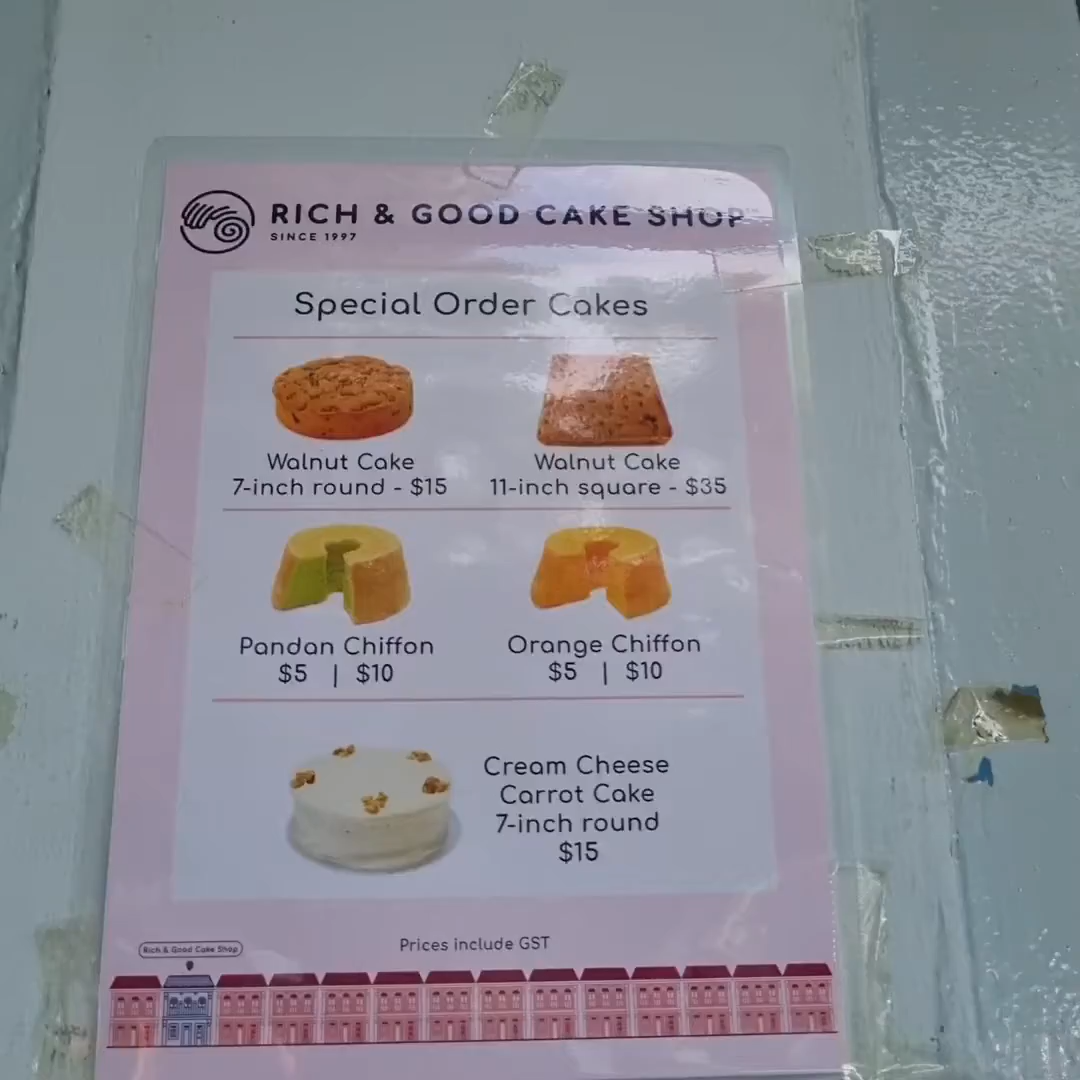 RICH & GOOD CAKE SHOP™
SINCE 1997
Special Order Cakes
Walnut Cake
7-inch round - $15
Walnut Cake
11-inch square - $35
Pandan Chiffon
$5 | $10
Orange Chiffon
$5 | $10
Cream Cheese
Carrot Cake
7-inch round
$15
Prices include GST
Rich & Good Cake Shop